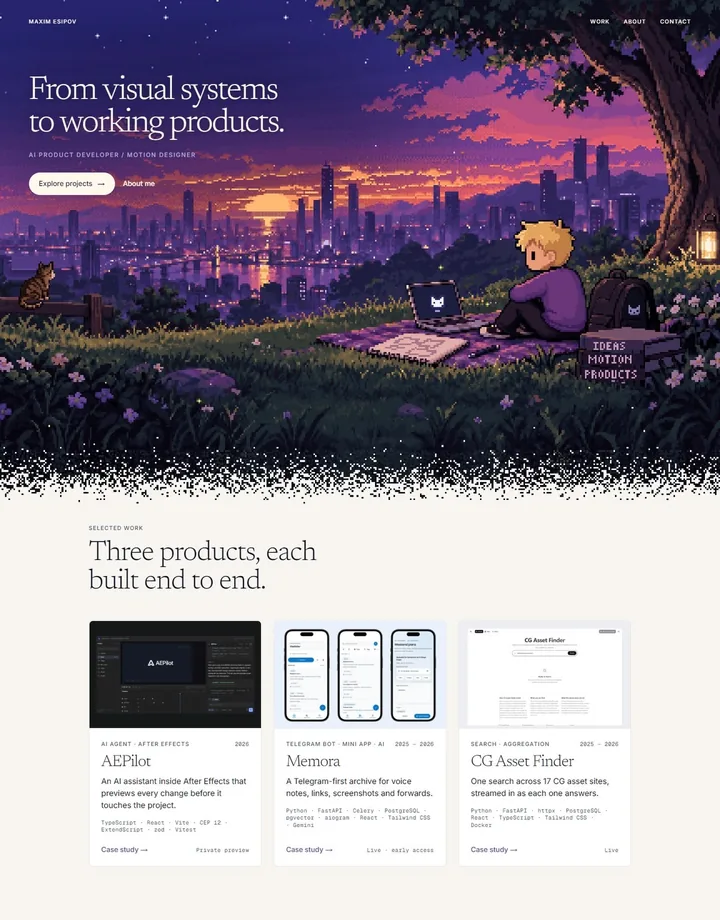 MAXIM ESIPOV
WORK ABOUT CONTACT
From visual systems
to working products.
AI PRODUCT DEVELOPER / MOTION DESIGNER
Explore projects → About me
IDEAS
MOTION
PRODUCTS
SELECTED WORK
Three products, each
built end to end.
AEPilot
CG Asset Finder
AI AGENT · AFTER EFFECTS 2026
AEPilot
An AI assistant inside After Effects that
previews every change before it
touches the project.
TypeScript · React · Vite · CEP 12 ·
ExtendScript · zod · Vitest
Case study → Private preview
TELEGRAM BOT · MINI APP · AI 2025 – 2026
Memora
A Telegram-first archive for voice
notes, links, screenshots and forwards.
Python · FastAPI · Celery · PostgreSQL ·
pgvector · aiogram · React · Tailwind CSS
· Gemini
Case study → Live · early access
SEARCH · AGGREGATION 2025 – 2026
CG Asset Finder
One search across 17 CG asset sites,
streamed in as each one answers.
Python · FastAPI · httpx · PostgreSQL ·
React · TypeScript · Tailwind CSS ·
Docker
Case study → Live